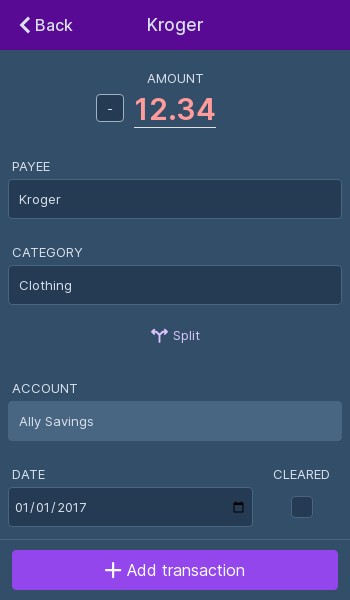 Back
Kroger
AMOUNT
- 12.34
PAYEE
Kroger
CATEGORY
Clothing
Split
ACCOUNT
Ally Savings
DATE
CLEARED
01/01/2017
Add transaction